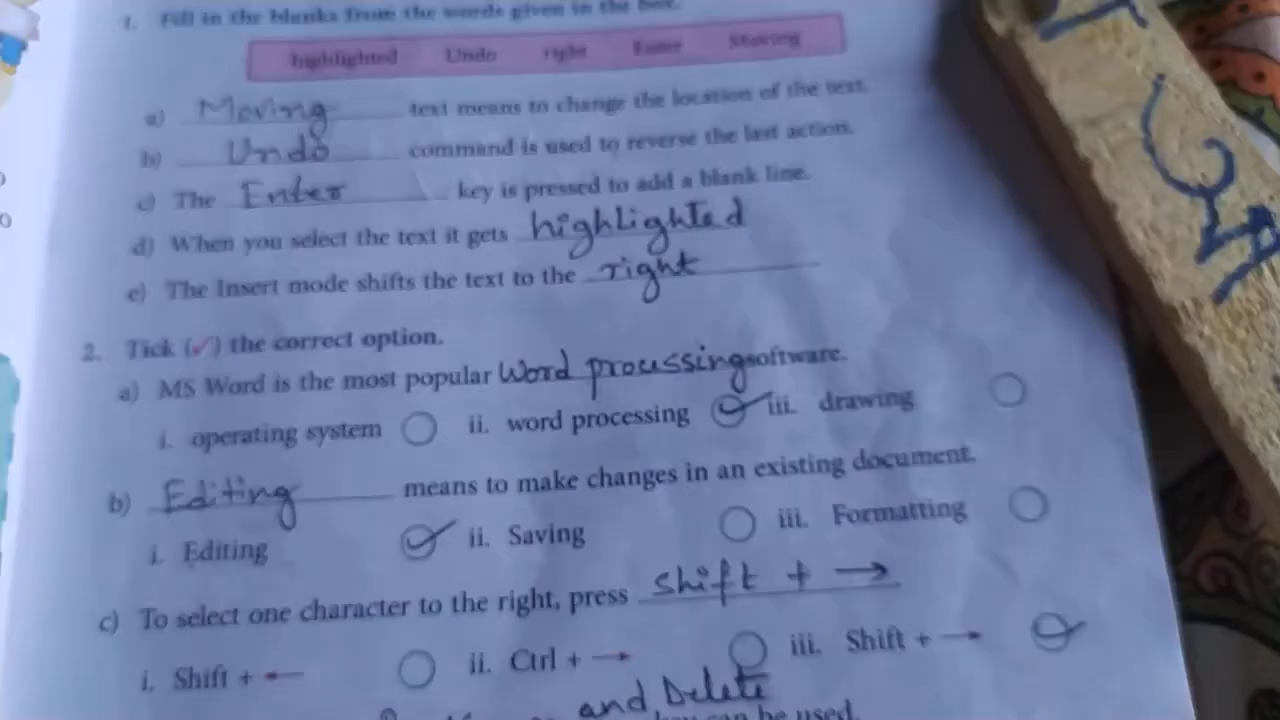 1. Fill in the blanks from the words given in the box.
highlighted Undo right Enter Moving
a) Moving text means to change the location of the text.
b) Undo command is used to reverse the last action.
c) The Enter key is pressed to add a blank line.
d) When you select the text it gets highlighted
e) The Insert mode shifts the text to the right
2. Tick (✓) the correct option.
a) MS Word is the most popular Word processing software.
i. operating system ii. word processing iii. drawing
b) Editing means to make changes in an existing document.
i. Editing ii. Saving iii. Formatting
c) To select one character to the right, press Shift + →
i. Shift + ← ii. Ctrl + → iii. Shift + →
and Delete
key can be used.